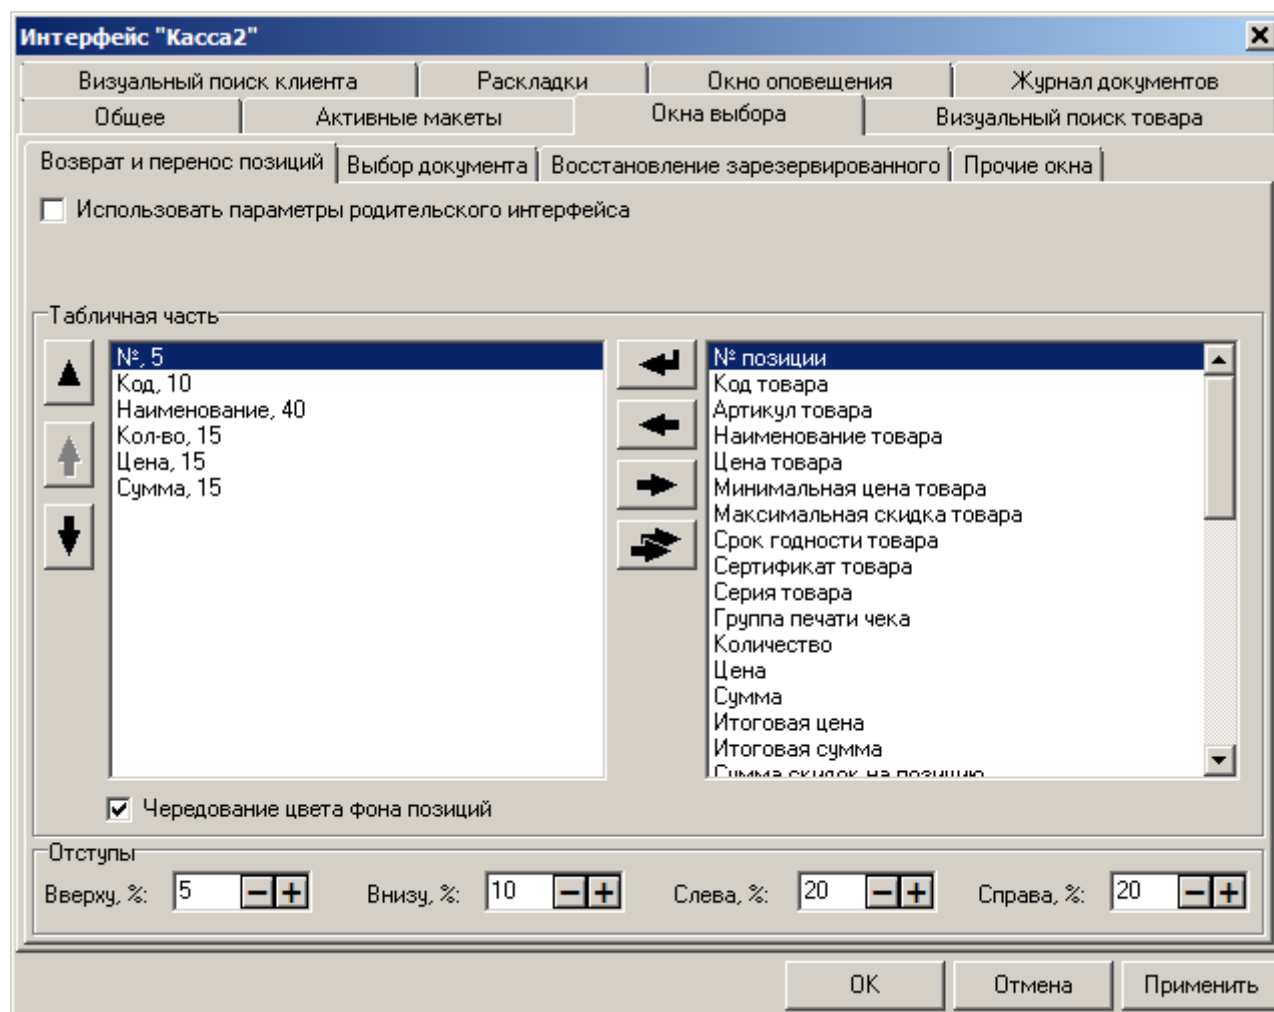 Интерфейс "Касса2"
Визуальный поиск клиента Раскладки Окно оповещения Журнал документов
Общее Активные макеты Окна выбора Визуальный поиск товара
Возврат и перенос позиций Выбор документа Восстановление зарезервированного Прочие окна
Использовать параметры родительского интерфейса
Табличная часть
№, 5
Код, 10
Наименование, 40
Кол-во, 15
Цена, 15
Сумма, 15
№ позиции
Код товара
Артикул товара
Наименование товара
Цена товара
Минимальная цена товара
Максимальная скидка товара
Срок годности товара
Сертификат товара
Серия товара
Группа печати чека
Количество
Цена
Сумма
Итоговая цена
Итоговая сумма
Сумма скидок на позицию
Чередование цвета фона позиций
Отступы
Вверху, %: 5 Внизу, %: 10 Слева, %: 20 Справа, %: 20
OK Отмена Применить